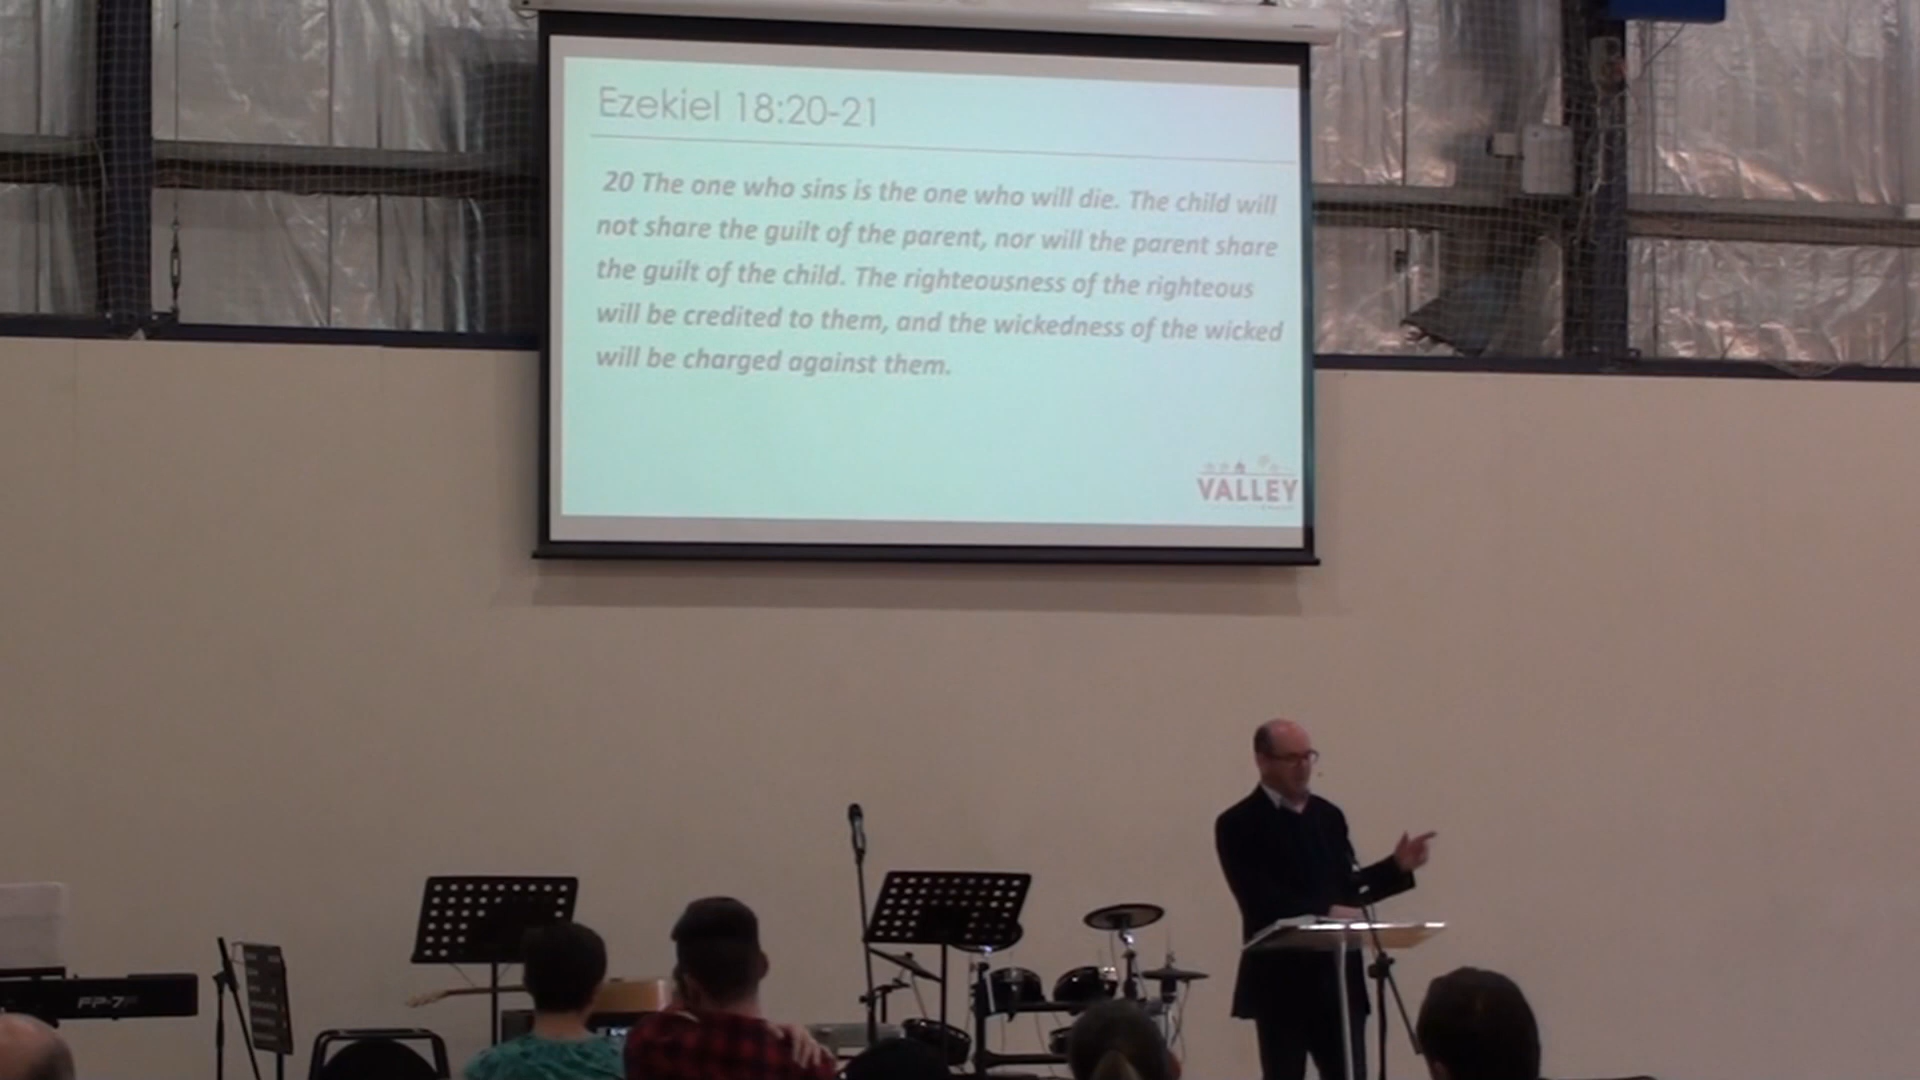 Ezekiel 18:20-21
20 The one who sins is the one who will die. The child will
not share the guilt of the parent, nor will the parent share
the guilt of the child. The righteousness of the righteous
will be credited to them, and the wickedness of the wicked
will be charged against them.
VALLEY
FP-7